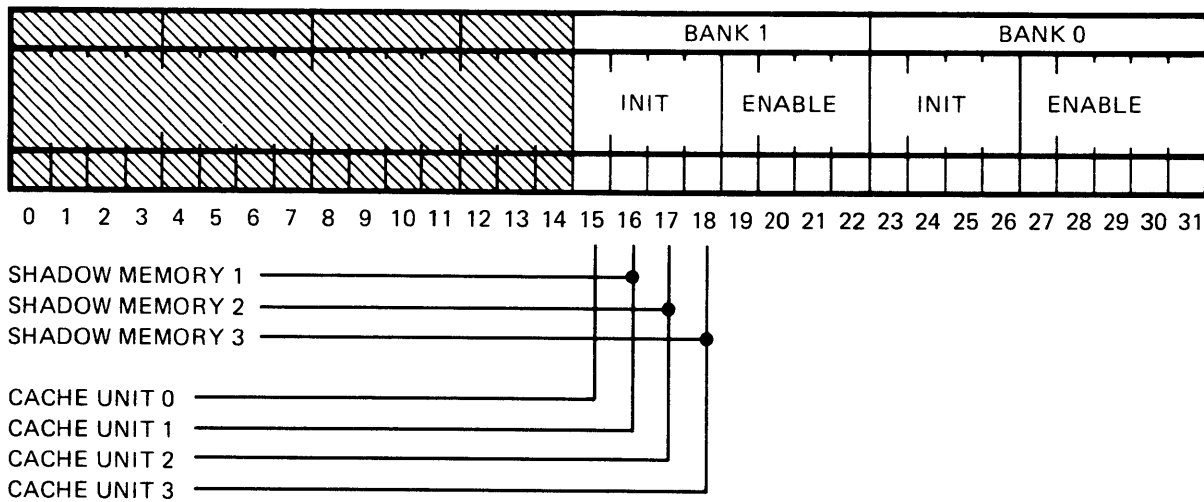 BANK 1 BANK 0
INIT ENABLE INIT ENABLE
0 1 2 3 4 5 6 7 8 9 10 11 12 13 14 15 16 17 18 19 20 21 22 23 24 25 26 27 28 29 30 31
SHADOW MEMORY 1
SHADOW MEMORY 2
SHADOW MEMORY 3
CACHE UNIT 0
CACHE UNIT 1
CACHE UNIT 2
CACHE UNIT 3